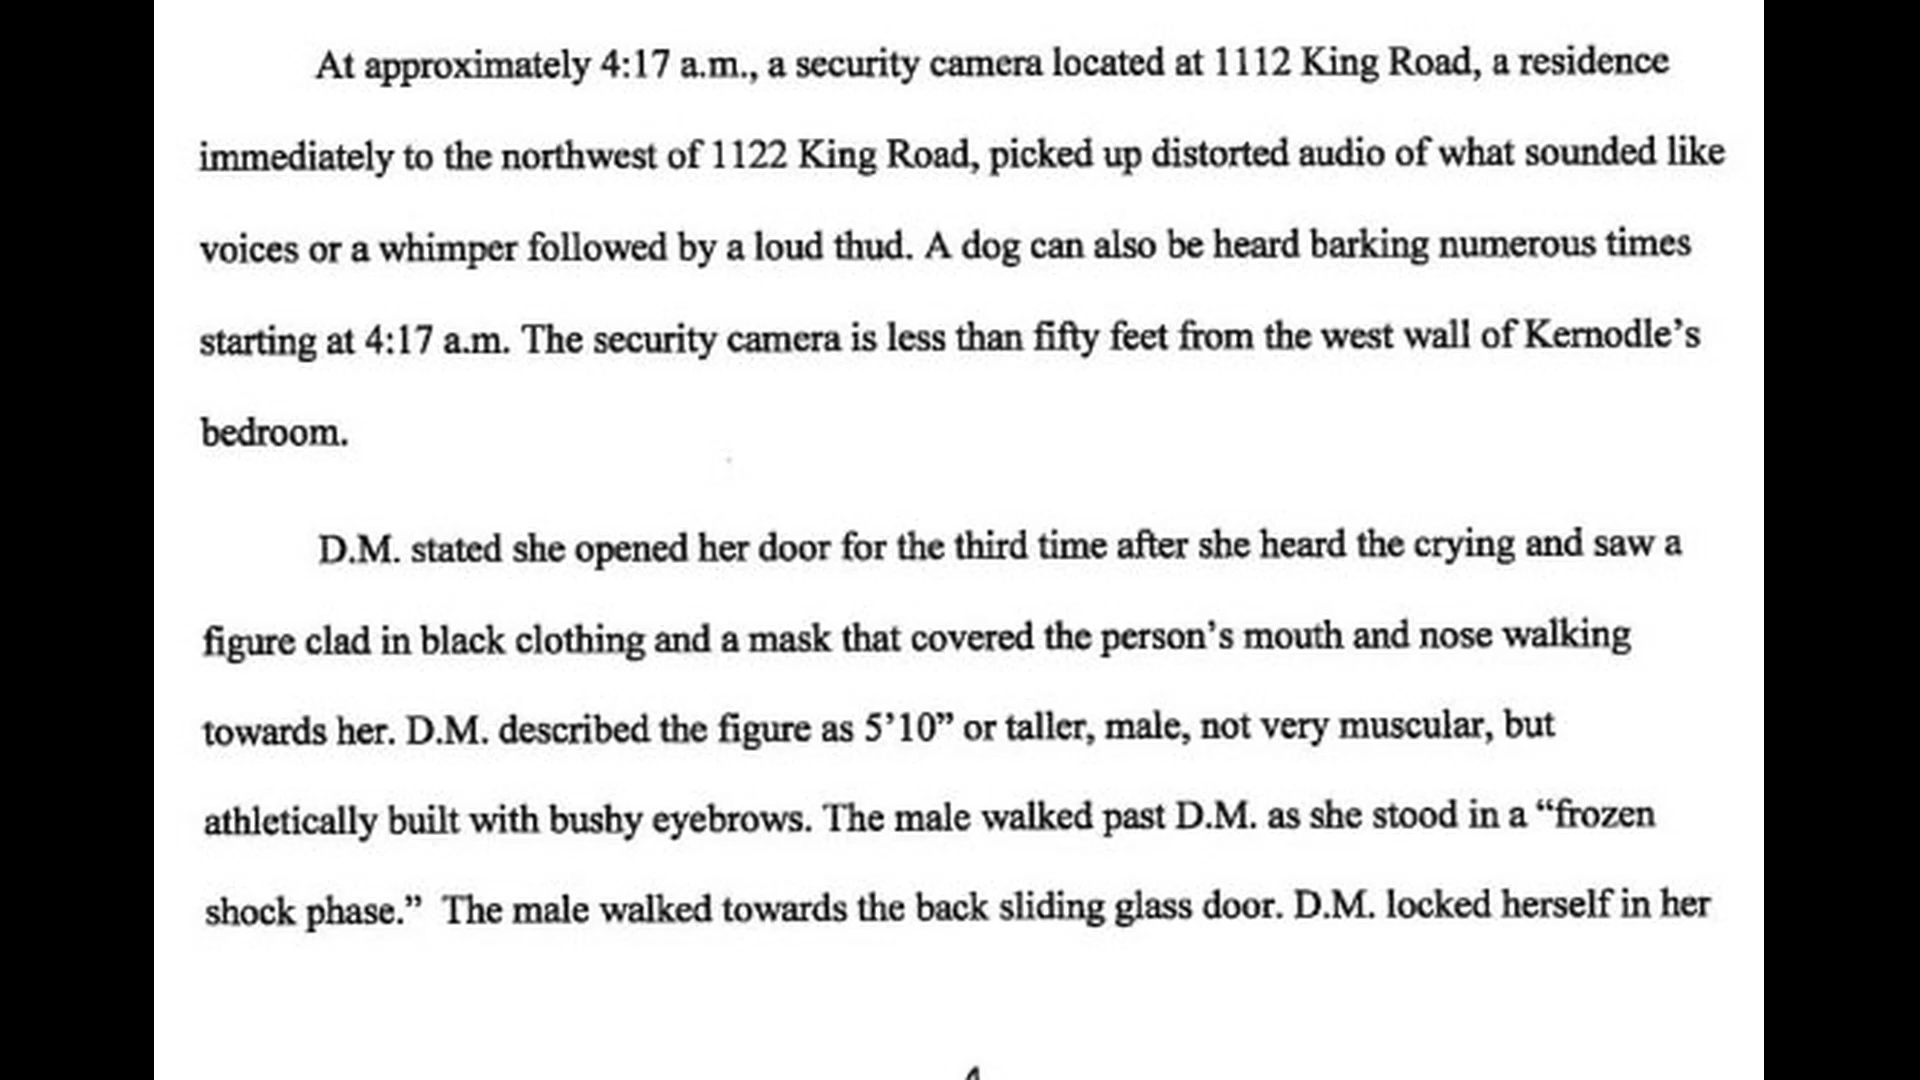 At approximately 4:17 a.m., a security camera located at 1112 King Road, a residence
immediately to the northwest of 1122 King Road, picked up distorted audio of what sounded like
voices or a whimper followed by a loud thud. A dog can also be heard barking numerous times
starting at 4:17 a.m. The security camera is less than fifty feet from the west wall of Kernodle’s
bedroom.
D.M. stated she opened her door for the third time after she heard the crying and saw a
figure clad in black clothing and a mask that covered the person’s mouth and nose walking
towards her. D.M. described the figure as 5’10” or taller, male, not very muscular, but
athletically built with bushy eyebrows. The male walked past D.M. as she stood in a “frozen
shock phase.” The male walked towards the back sliding glass door. D.M. locked herself in her